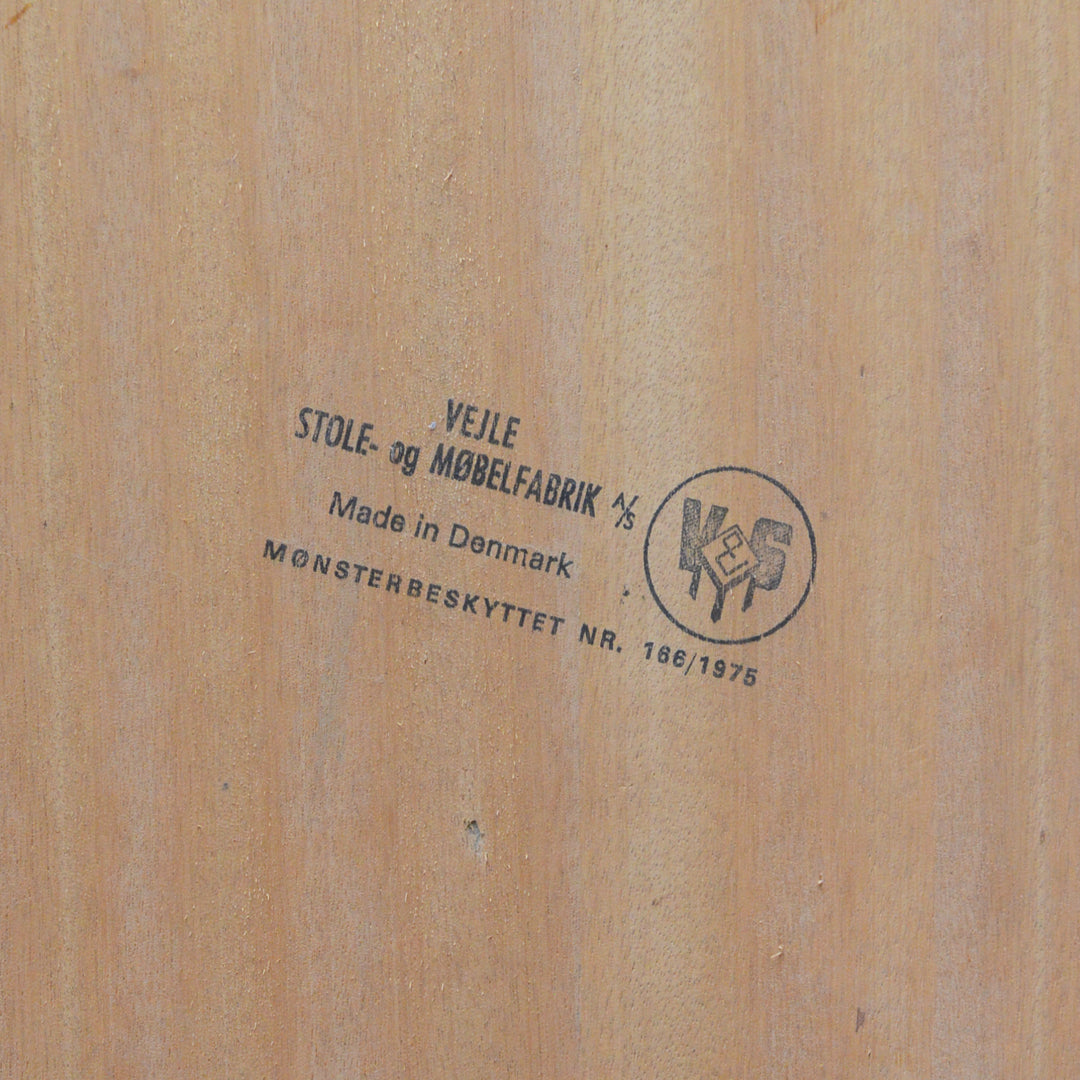 VEJLE
STOLE- og MØBELFABRIK A/S
Made in Denmark
MØNSTERBESKYTTET NR. 166/1975
V&S